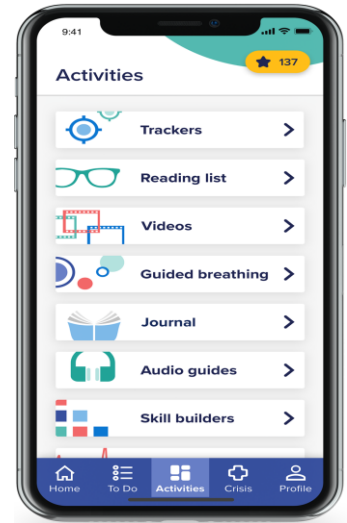 9:41
137
Activities
Trackers
Reading list
Videos
Guided breathing
Journal
Audio guides
Skill builders
Home
To Do
Activities
Crisis
Profile